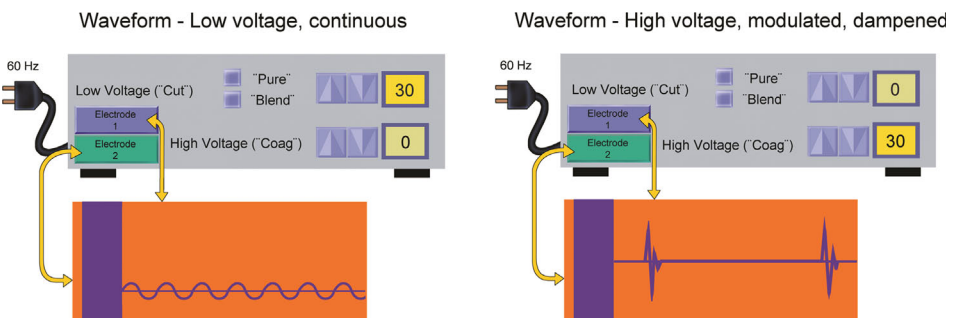 Waveform - Low voltage, continuous
60 Hz
Low Voltage (¨Cut¨)
¨Pure¨
¨Blend¨
30
Electrode
1
Electrode
2
High Voltage (¨Coag¨)
0
Waveform - High voltage, modulated, dampened
60 Hz
Low Voltage (¨Cut¨)
¨Pure¨
¨Blend¨
0
Electrode
1
Electrode
2
High Voltage (¨Coag¨)
30